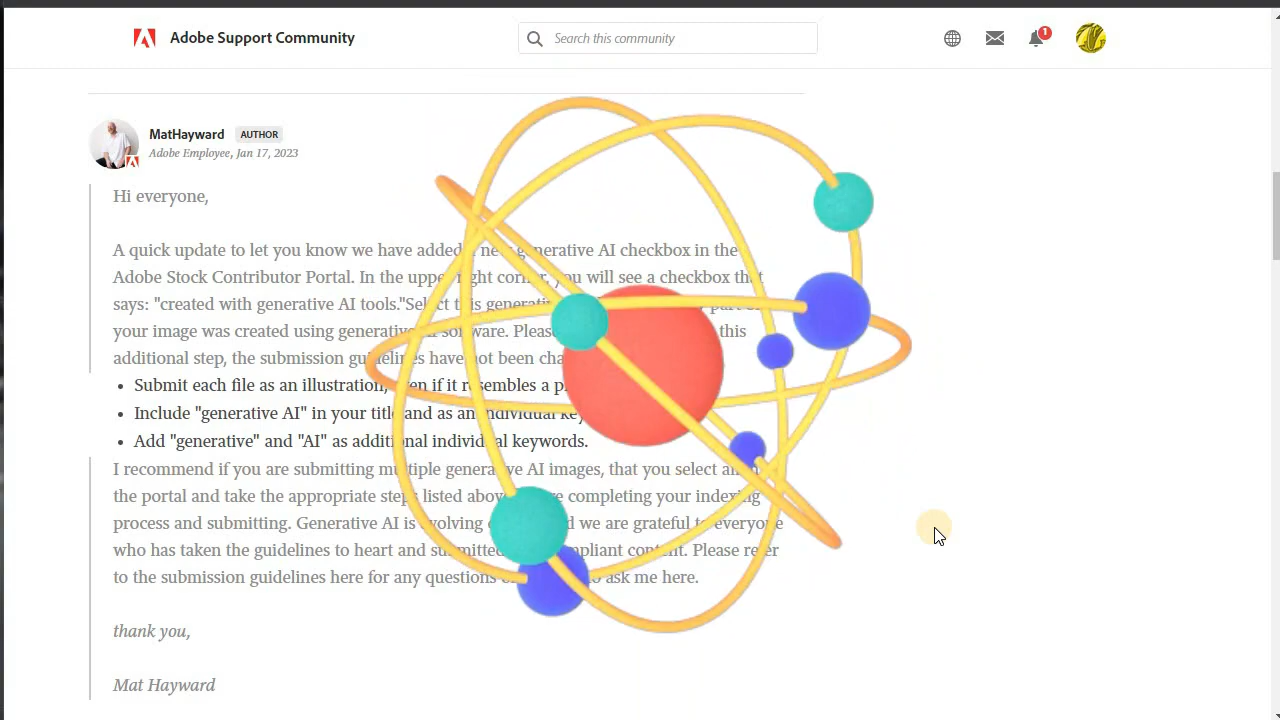 Adobe Support Community
Search this community
1
MatHayward AUTHOR
Adobe Employee, Jan 17, 2023
Hi everyone,
A quick update to let you know we have added a new generative AI checkbox in the
Adobe Stock Contributor Portal. In the upper right corner, you will see a checkbox that
says: "created with generative AI tools."Select this generative
your image was created using generative AI software. Please this
additional step, the submission guidelines have not been
• Submit each file as an illustration, even if it resembles a
• Include "generative AI" in your title and as an individual
• Add "generative" and "AI" as additional individual keywords.
I recommend if you are submitting multiple generative AI images, that you select
the portal and take the appropriate steps listed above completing your indexing
process and submitting. Generative AI is evolving we are grateful to everyone
who has taken the guidelines to heart and submitted compliant content. Please refer
to the submission guidelines here for any questions ask me here.
thank you,
Mat Hayward